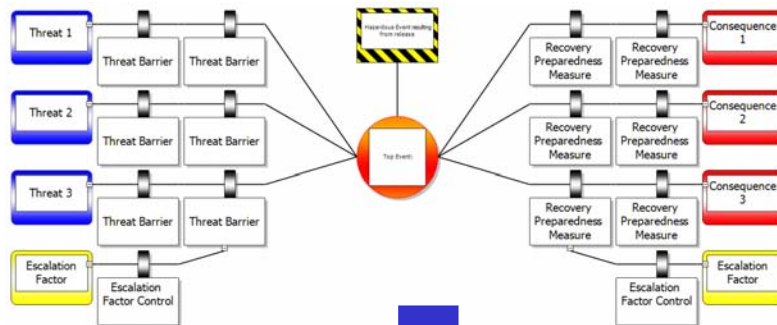 Threat 1
Threat Barrier
Threat Barrier
Hazardous Event resulting
from release
Recovery
Preparedness
Measure
Recovery
Preparedness
Measure
Consequence
1
Threat 2
Threat Barrier
Threat Barrier
Top Event
Recovery
Preparedness
Measure
Recovery
Preparedness
Measure
Consequence
2
Threat 3
Threat Barrier
Threat Barrier
Recovery
Preparedness
Measure
Recovery
Preparedness
Measure
Consequence
3
Escalation
Factor
Escalation
Factor Control
Escalation
Factor Control
Escalation
Factor